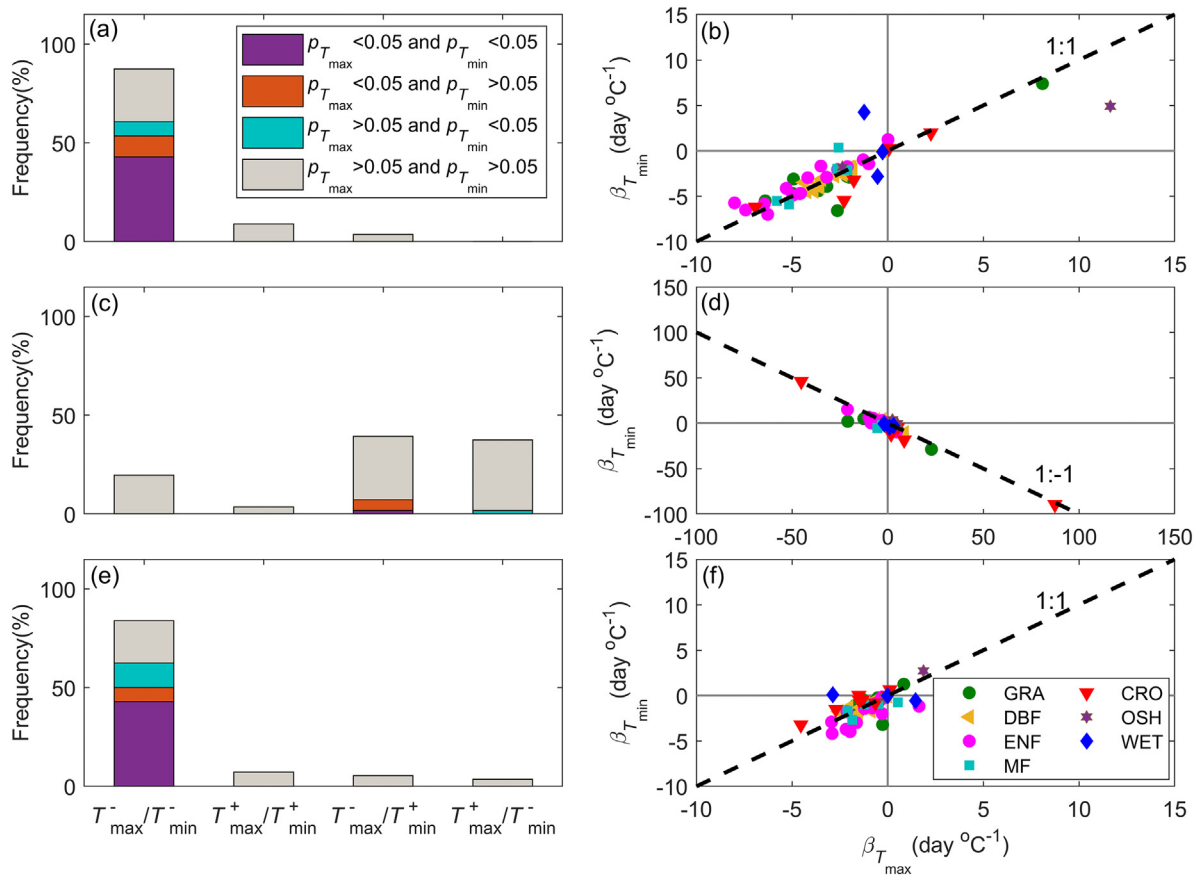 (a)
Frequency(%)
100
50
0
p_Tmax <0.05 and p_Tmin <0.05
p_Tmax <0.05 and p_Tmin >0.05
p_Tmax >0.05 and p_Tmin <0.05
p_Tmax >0.05 and p_Tmin >0.05
(b)
β_Tmin (day °C⁻¹)
15
10
5
0
-5
-10
1:1
-10 -5 0 5 10 15
(c)
Frequency(%)
100
50
0
(d)
β_Tmin (day °C⁻¹)
150
100
50
0
-50
-100
1:-1
-100 -50 0 50 100 150
(e)
Frequency(%)
100
50
0
T⁻max/T⁻min T⁺max/T⁺min T⁻max/T⁺min T⁺max/T⁻min
(f)
β_Tmin (day °C⁻¹)
15
10
5
0
-5
-10
1:1
GRA CRO
DBF OSH
ENF WET
MF
-10 -5 0 5 10 15
β_Tmax (day °C⁻¹)